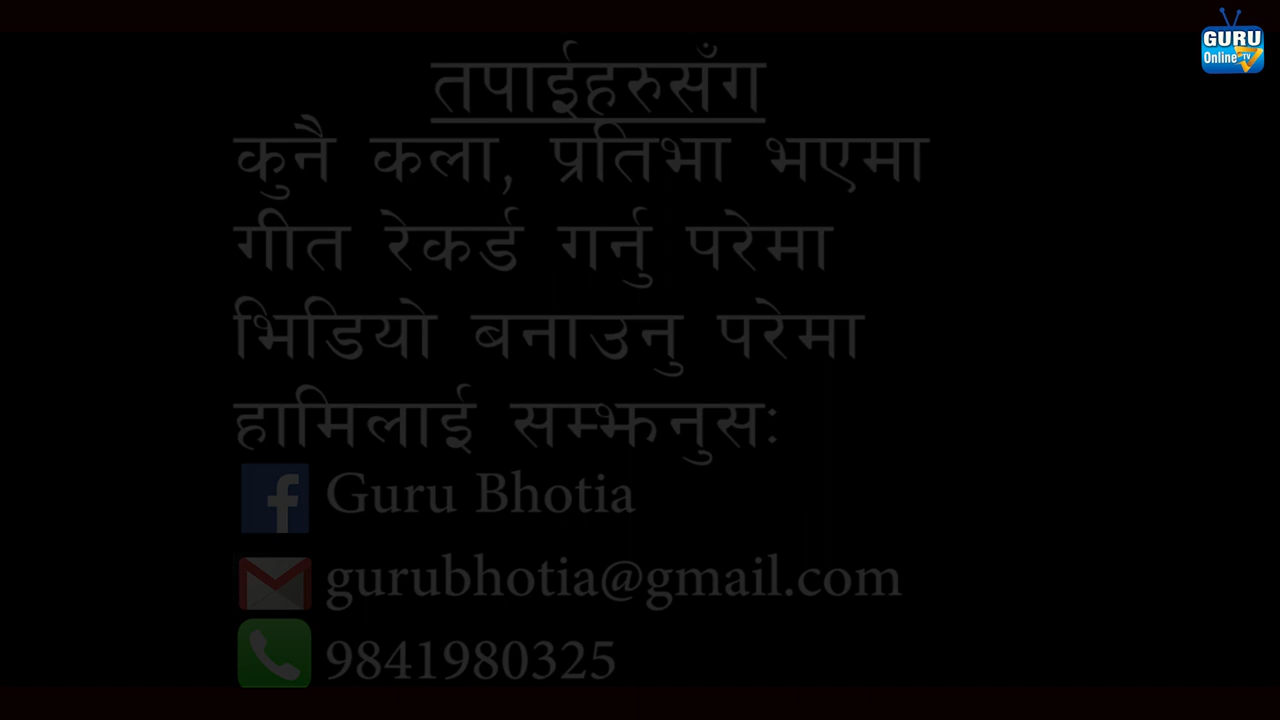 GURU
Online TV
तपाईहरुसँग
कुनै कला, प्रतिभा भएमा
गीत रेकर्ड गर्नु परेमा
भिडियो बनाउनु परेमा
हामिलाई सम्झनुसः
Guru Bhotia
gurubhotia@gmail.com
9841980325